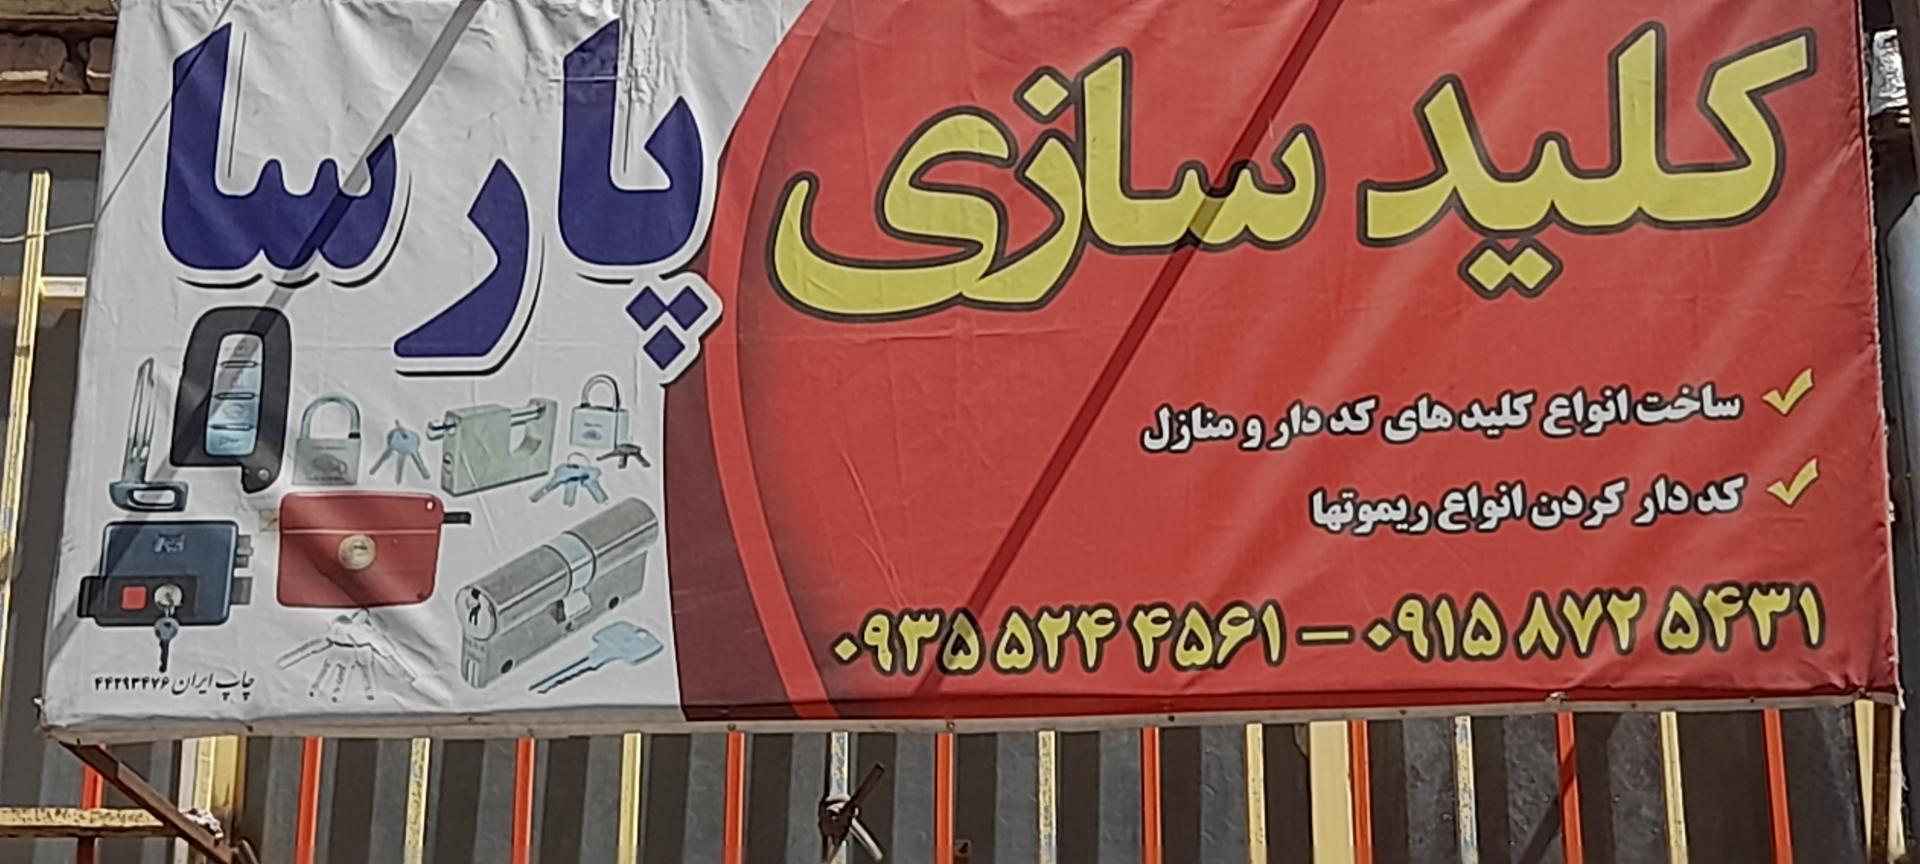 کلید سازی پارسا
ساخت انواع کلید های کد دار و منازل
کد دار کردن انواع ریموتها
۰۹۱۵ ۸۷۲ ۵۴۳۱ – ۰۹۳۵ ۵۲۴ ۴۵۶۱
چاپ ایران ۴۴۲۹۳۴۷۶